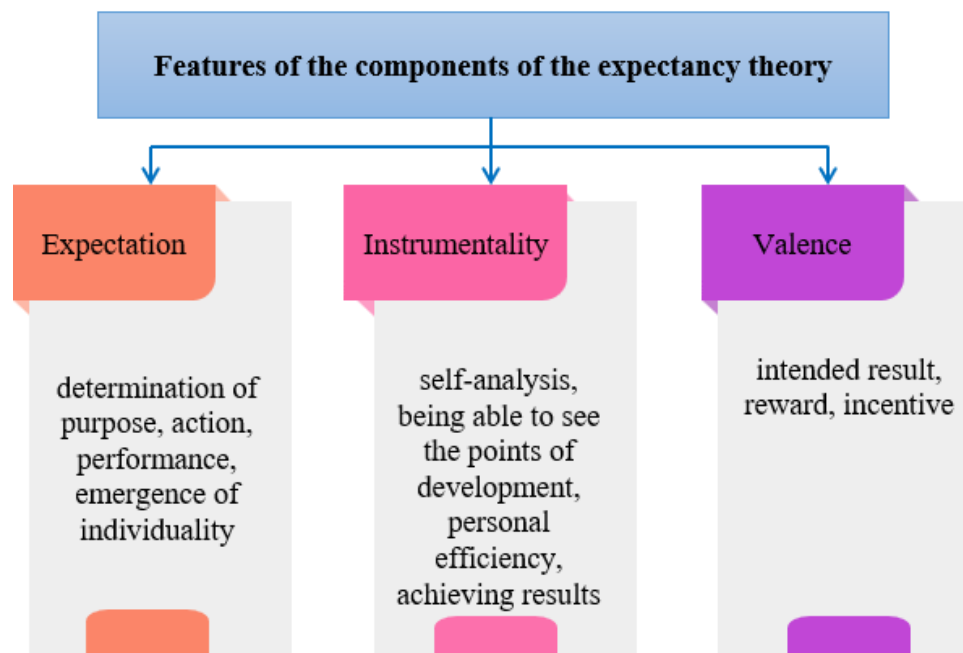 Features of the components of the expectancy theory
Expectation
determination of
purpose, action,
performance,
emergence of
individuality
Instrumentality
self-analysis,
being able to see
the points of
development,
personal
efficiency,
achieving results
Valence
intended result,
reward, incentive